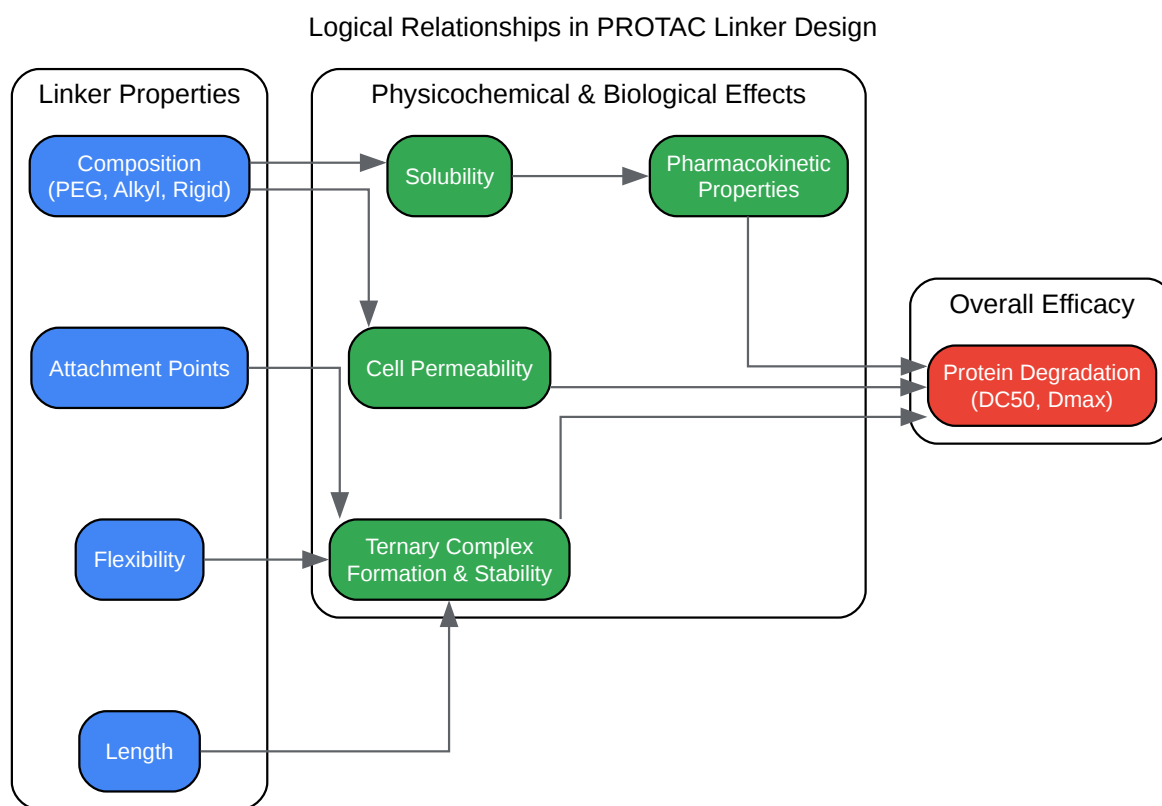 Logical Relationships in PROTAC Linker Design
Linker Properties
Physicochemical & Biological Effects
Composition
(PEG, Alkyl, Rigid)
Solubility
Pharmacokinetic
Properties
Overall Efficacy
Attachment Points
Cell Permeability
Protein Degradation
(DC50, Dmax)
Flexibility
Ternary Complex
Formation & Stability
Length